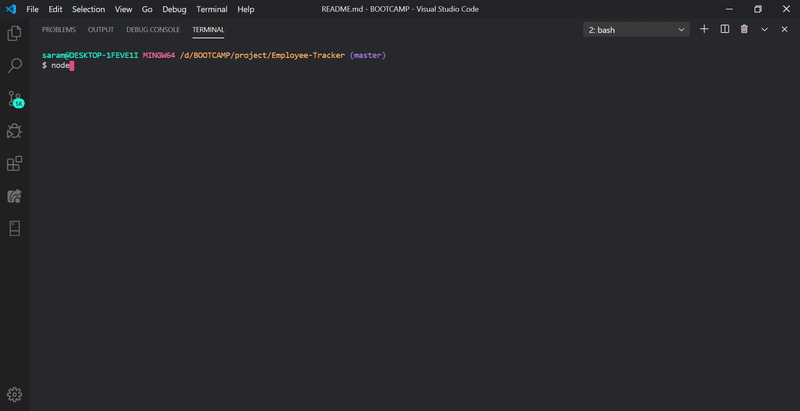 File Edit Selection View Go Debug Terminal Help README.md - BOOTCAMP - Visual Studio Code
PROBLEMS OUTPUT DEBUG CONSOLE TERMINAL 2: bash
saram@DESKTOP-1FEVE1I MINGW64 /d/BOOTCAMP/project/Employee-Tracker (master)
$ node
5K